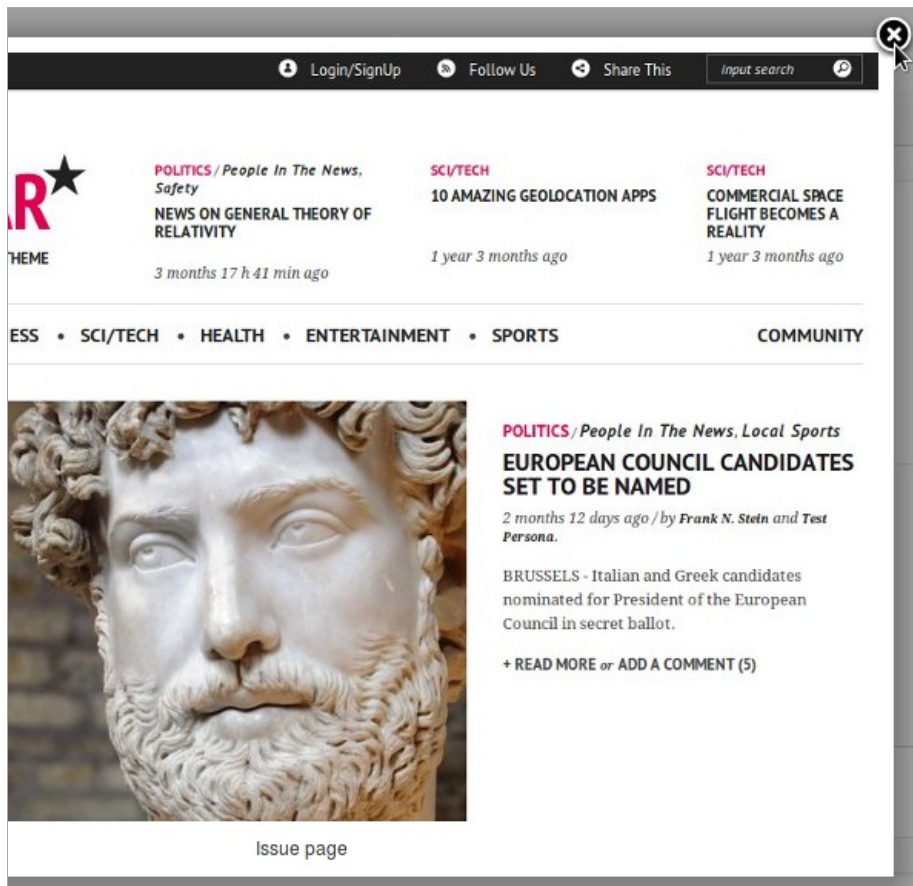 Login/SignUp Follow Us Share This Input search
AR
THEME
POLITICS / People In The News,
Safety
NEWS ON GENERAL THEORY OF
RELATIVITY
3 months 17 h 41 min ago
SCI/TECH
10 AMAZING GEOLOCATION APPS
1 year 3 months ago
SCI/TECH
COMMERCIAL SPACE
FLIGHT BECOMES A
REALITY
1 year 3 months ago
ESS • SCI/TECH • HEALTH • ENTERTAINMENT • SPORTS COMMUNITY
POLITICS / People In The News, Local Sports
EUROPEAN COUNCIL CANDIDATES
SET TO BE NAMED
2 months 12 days ago / by Frank N. Stein and Test
Persona.
BRUSSELS - Italian and Greek candidates
nominated for President of the European
Council in secret ballot.
+ READ MORE or ADD A COMMENT (5)
Issue page